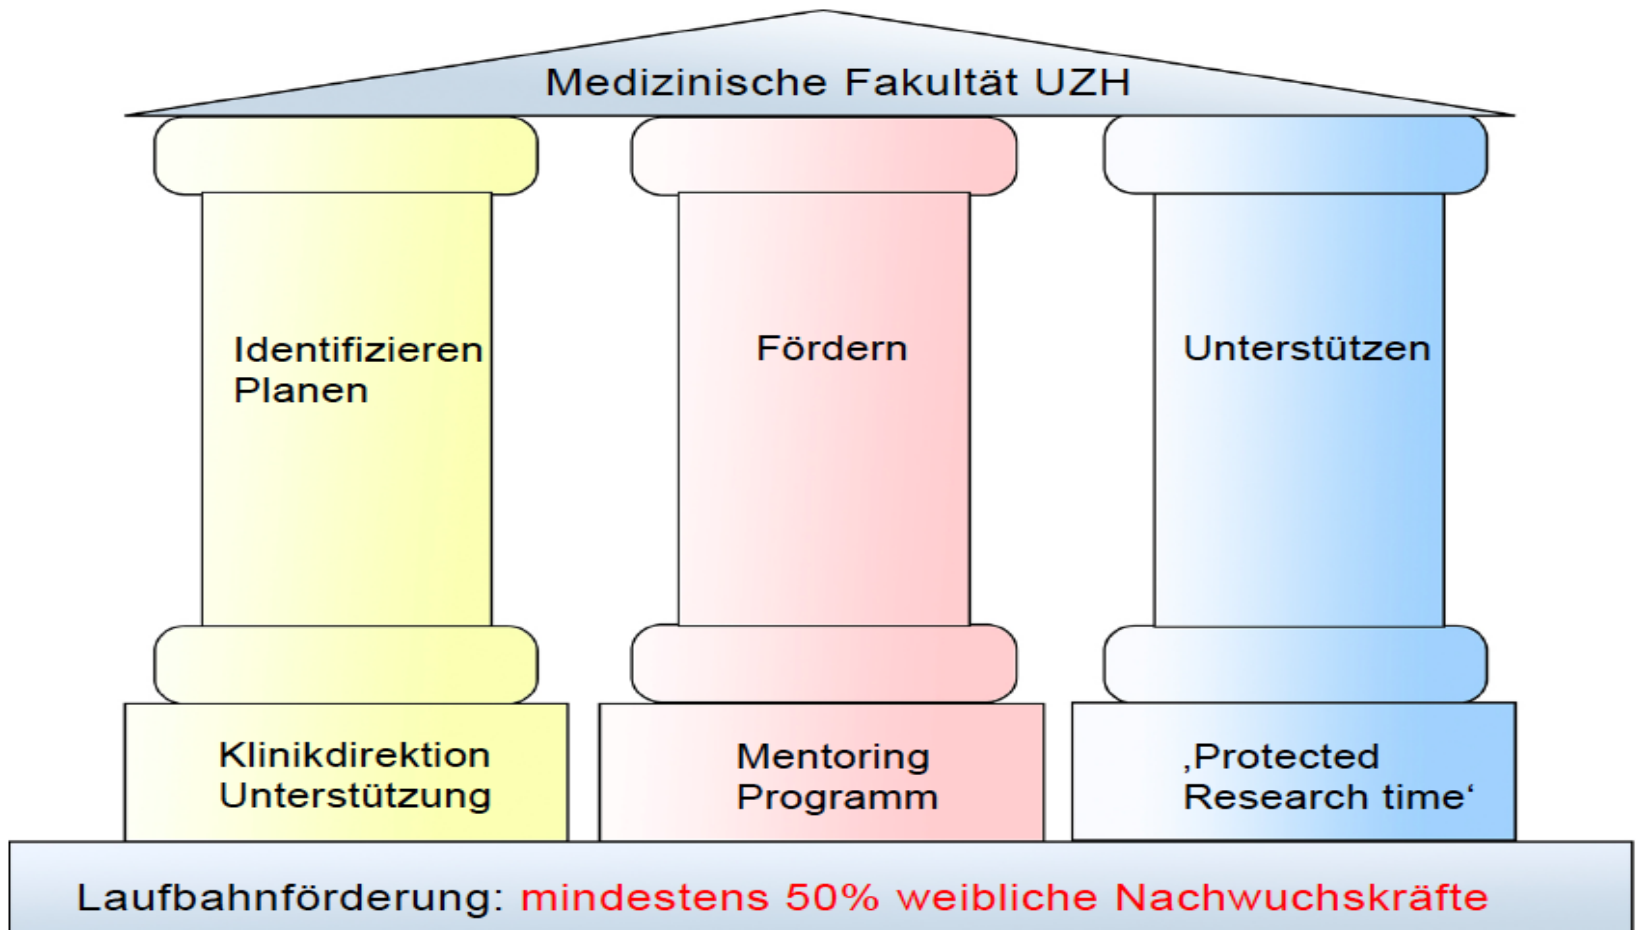 Medizinische Fakultät UZH
Identifizieren
Planen
Fördern
Unterstützen
Klinikdirektion
Unterstützung
Mentoring
Programm
‚Protected
Research time‘
Laufbahnförderung: mindestens 50% weibliche Nachwuchskräfte